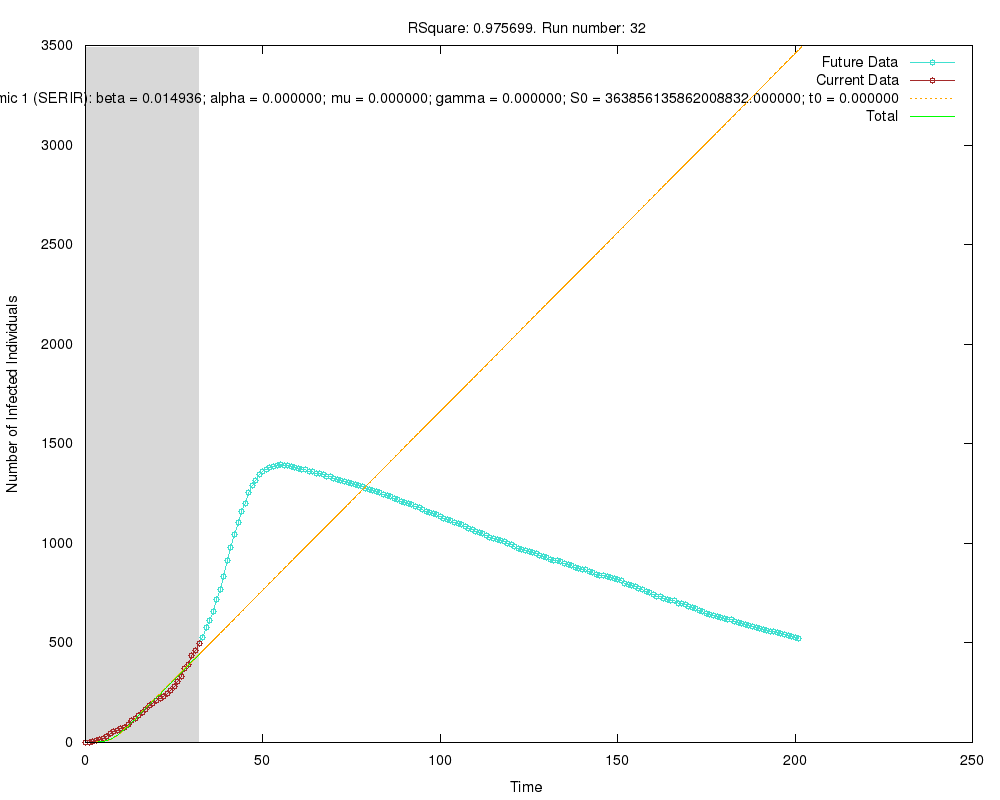 RSquare: 0.975699. Run number: 32
3500
3000
2500
2000
1500
1000
500
0
0 50 100 150 200 250
Number of Infected Individuals
Time
Future Data
Current Data
mic 1 (SERIR): beta = 0.014936; alpha = 0.000000; mu = 0.000000; gamma = 0.000000; S0 = 363856135862008832.000000; t0 = 0.000000
Total